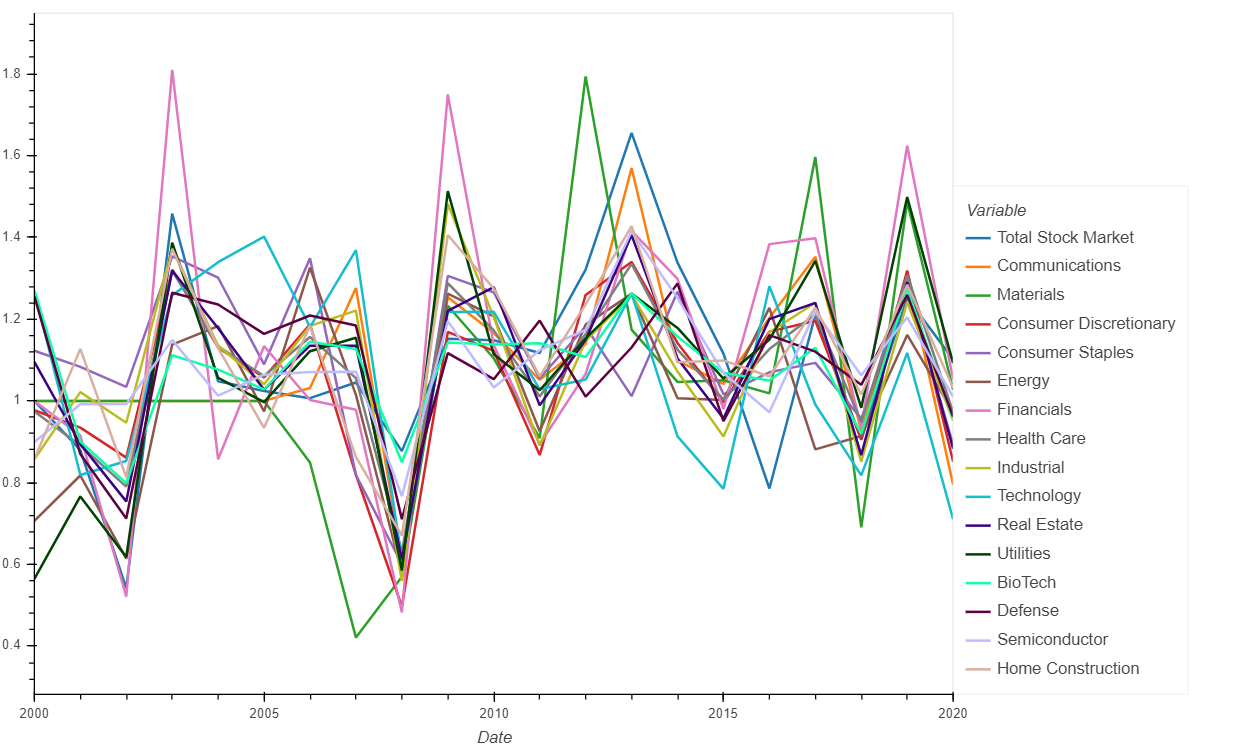 1.8
1.6
1.4
1.2
1
0.8
0.6
0.4
2000
2005
2010
2015
2020
Date
Variable
Total Stock Market
Communications
Materials
Consumer Discretionary
Consumer Staples
Energy
Financials
Health Care
Industrial
Technology
Real Estate
Utilities
BioTech
Defense
Semiconductor
Home Construction